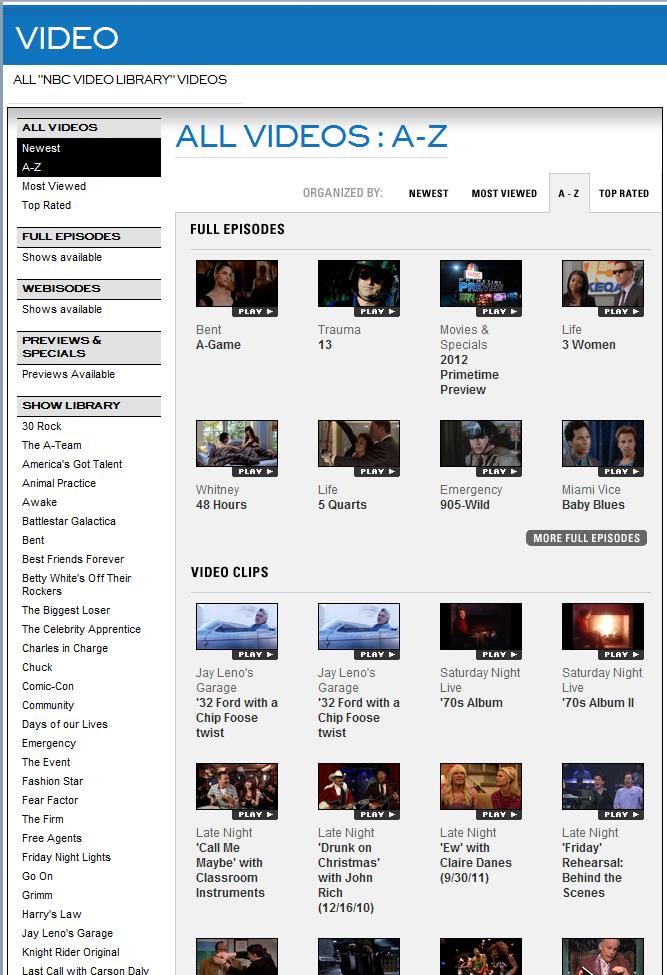 VIDEO
ALL "NBC VIDEO LIBRARY" VIDEOS
ALL VIDEOS
Newest
A-Z
Most Viewed
Top Rated
FULL EPISODES
Shows available
WEBISODES
Shows available
PREVIEWS &
SPECIALS
Previews Available
SHOW LIBRARY
30 Rock
The A-Team
America's Got Talent
Animal Practice
Awake
Battlestar Galactica
Bent
Best Friends Forever
Betty White's Off Their
Rockers
The Biggest Loser
The Celebrity Apprentice
Charles in Charge
Chuck
Comic-Con
Community
Days of our Lives
Emergency
The Event
Fashion Star
Fear Factor
The Firm
Free Agents
Friday Night Lights
Go On
Grimm
Harry's Law
Jay Leno's Garage
Knight Rider Original
Last Call with Carson Daly
ALL VIDEOS : A-Z
ORGANIZED BY: NEWEST MOST VIEWED A - Z TOP RATED
FULL EPISODES
PLAY
Bent
A-Game
PLAY
Trauma
13
NBC
PRIMETIME
PREVIEW
PLAY
Movies &
Specials
2012
Primetime
Preview
KEQA
PLAY
Life
3 Women
PLAY
Whitney
48 Hours
PLAY
Life
5 Quarts
PLAY
Emergency
905-Wild
PLAY
Miami Vice
Baby Blues
MORE FULL EPISODES
VIDEO CLIPS
PLAY
Jay Leno's
Garage
'32 Ford with a
Chip Foose
twist
PLAY
Jay Leno's
Garage
'32 Ford with a
Chip Foose
twist
PLAY
Saturday Night
Live
'70s Album
PLAY
Saturday Night
Live
'70s Album II
PLAY
Late Night
'Call Me
Maybe' with
Classroom
Instruments
PLAY
Late Night
'Drunk on
Christmas'
with John
Rich
(12/16/10)
PLAY
Late Night
'Ew' with
Claire Danes
(9/30/11)
PLAY
Late Night
'Friday'
Rehearsal:
Behind the
Scenes